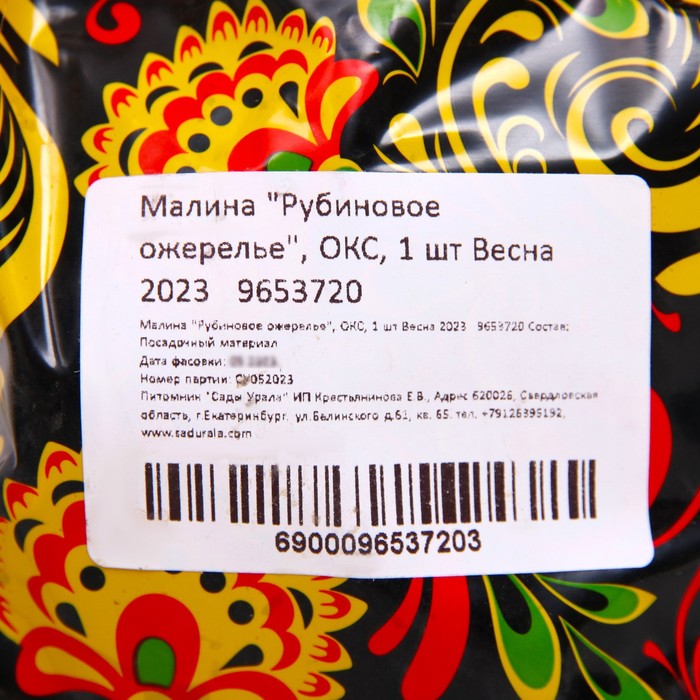 Малина "Рубиновое
ожерелье", ОКС, 1 шт Весна
2023 9653720
Малина "Рубиновое ожерелье", ОКС, 1 шт Весна 2023 9653720 Состав:
Посадочный материал
Дата фасовки:
Номер партии: СУ052023
Питомник "Сады Урала" ИП Крестьянинова Е.В., Адрес 620026, Свердловская
область, г.Екатеринбург, ул.Белинского д.61, кв. 65. тел. +79126395192,
www.sadurala.com
6900096537203